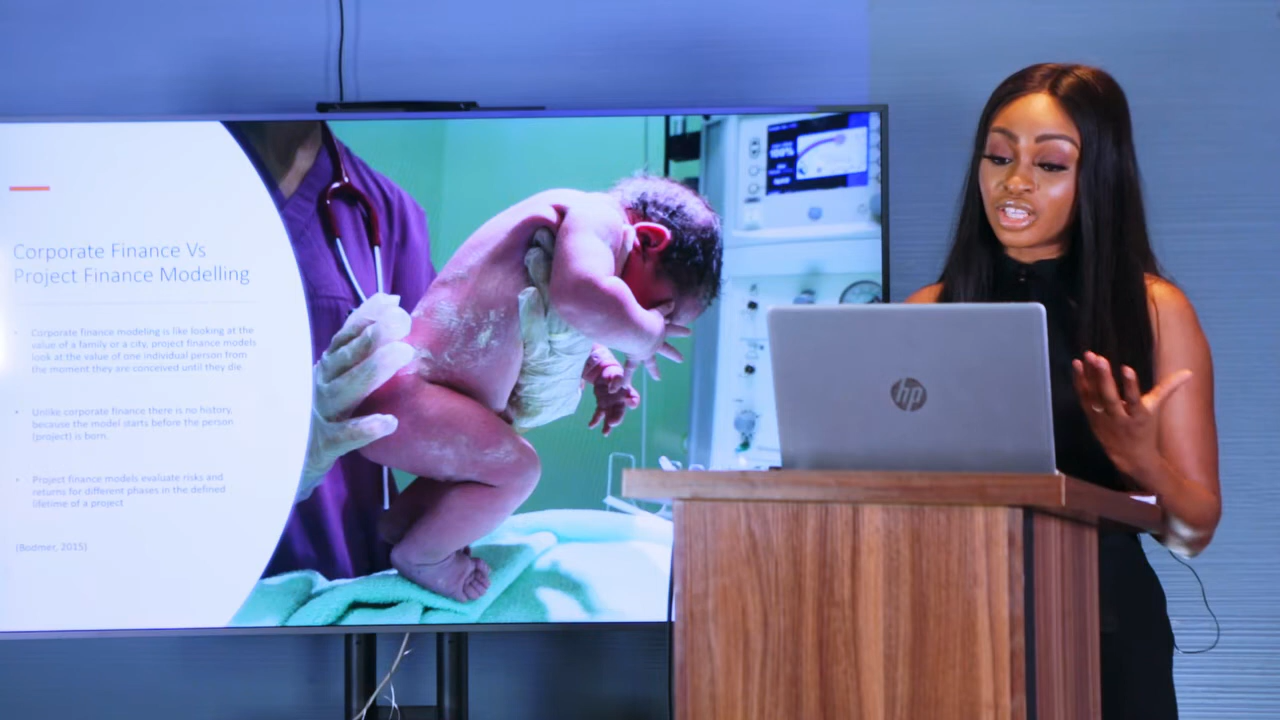 Corporate Finance Vs
Project Finance Modelling
Corporate finance modeling is like looking at the
value of a family or a city, project finance models
look at the value of one individual person from
the moment they are conceived until they die.
Unlike corporate finance there is no history,
because the model starts before the person
(project) is born.
Project finance models evaluate risks and
returns for different phases in the defined
lifetime of a project
(Bodmer, 2015)
100%
hp